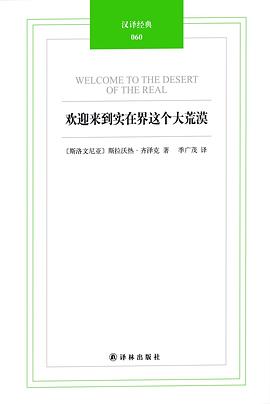 汉译经典
060
WELCOME TO THE DESERT
OF THE REAL
欢迎来到实在界这个大荒漠
〔斯洛文尼亚〕斯拉沃热·齐泽克 著 季广茂 译
译林出版社